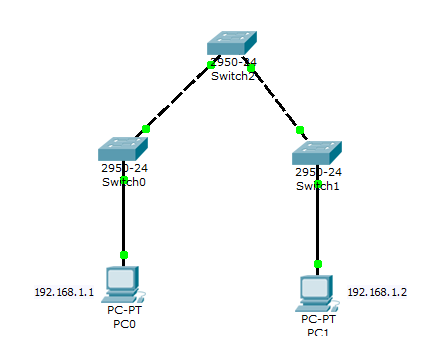 2950-24
Switch2
2950-24
Switch0
2950-24
Switch1
192.168.1.1
PC-PT
PC0
192.168.1.2
PC-PT
PC1